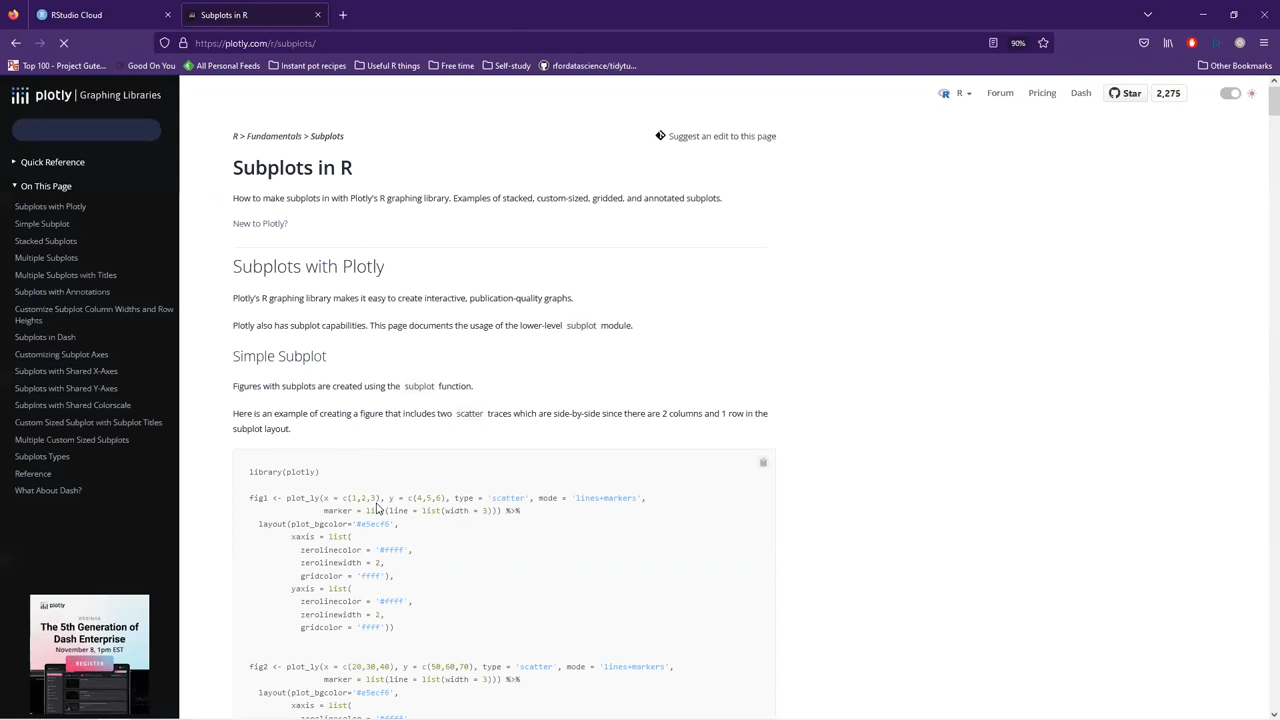 RStudio Cloud
Subplots in R
https://plotly.com/r/subplots/
90%
Top 100 - Project Gute...
Good On You
All Personal Feeds
Instant pot recipes
Useful R things
Free time
Self-study
rfordatascience/tidytu...
Other Bookmarks
plotly | Graphing Libraries
R
Forum
Pricing
Dash
Star
2,275
Quick Reference
On This Page
Subplots with Plotly
Simple Subplot
Stacked Subplots
Multiple Subplots
Multiple Subplots with Titles
Subplots with Annotations
Customize Subplot Column Widths and Row
Heights
Subplots in Dash
Customizing Subplot Axes
Subplots with Shared X-Axes
Subplots with Shared Y-Axes
Subplots with Shared Colorscale
Custom Sized Subplot with Subplot Titles
Multiple Custom Sized Subplots
Subplots Types
Reference
What About Dash?
plotly
WEBINAR
The 5th Generation of
Dash Enterprise
November 8, 1pm EST
REGISTER
R > Fundamentals > Subplots
Suggest an edit to this page
Subplots in R
How to make subplots in with Plotly's R graphing library. Examples of stacked, custom-sized, gridded, and annotated subplots.
New to Plotly?
Subplots with Plotly
Plotly's R graphing library makes it easy to create interactive, publication-quality graphs.
Plotly also has subplot capabilities. This page documents the usage of the lower-level subplot module.
Simple Subplot
Figures with subplots are created using the subplot function.
Here is an example of creating a figure that includes two scatter traces which are side-by-side since there are 2 columns and 1 row in the
subplot layout.
library(plotly)
fig1 <- plot_ly(x = c(1,2,3), y = c(4,5,6), type = 'scatter', mode = 'lines+markers',
marker = list(line = list(width = 3))) %>%
layout(plot_bgcolor='#e5ecf6',
xaxis = list(
zerolinecolor = '#ffff',
zerolinewidth = 2,
gridcolor = 'ffff'),
yaxis = list(
zerolinecolor = '#ffff',
zerolinewidth = 2,
gridcolor = 'ffff'))
fig2 <- plot_ly(x = c(20,30,40), y = c(50,60,70), type = 'scatter', mode = 'lines+markers',
marker = list(line = list(width = 3))) %>%
layout(plot_bgcolor='#e5ecf6',
xaxis = list(
zerolinecolor = '#ffff',